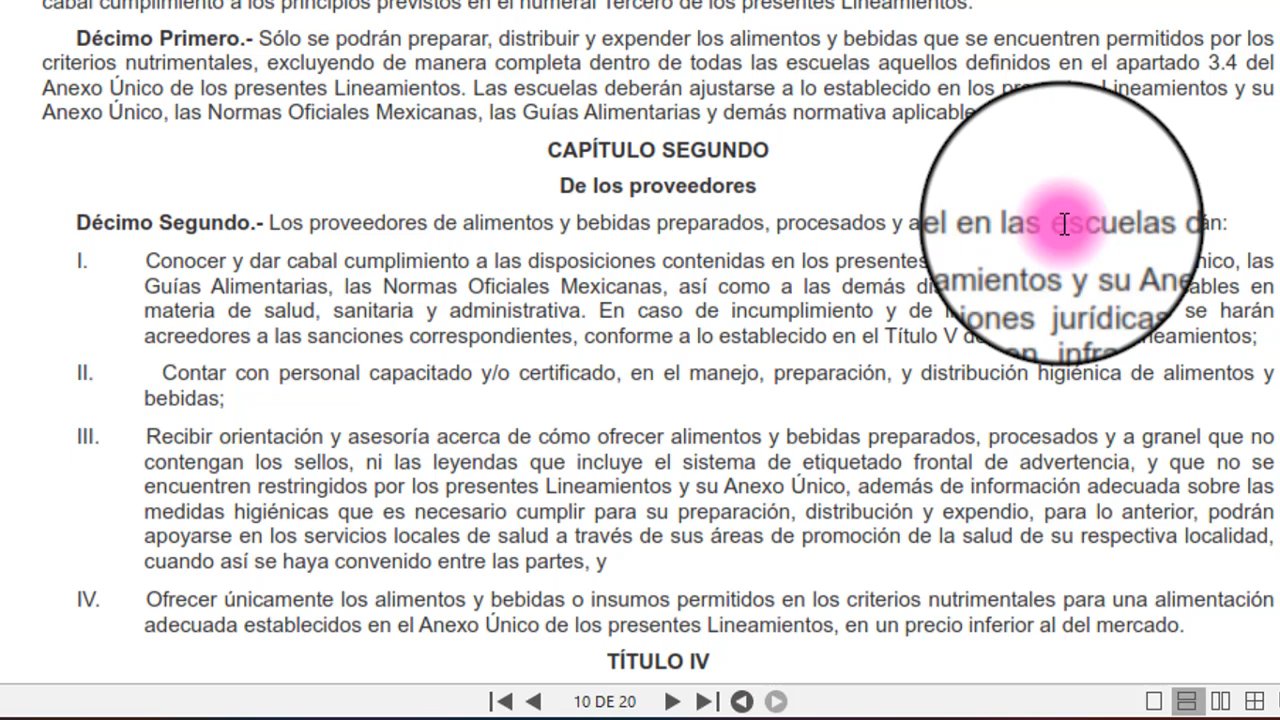 cabal cumplimiento a los principios previstos en el numeral Tercero de los presentes Lineamientos.
Décimo Primero.- Sólo se podrán preparar, distribuir y expender los alimentos y bebidas que se encuentren permitidos por los
criterios nutrimentales, excluyendo de manera completa dentro de todas las escuelas aquellos definidos en el apartado 3.4 del
Anexo Único de los presentes Lineamientos. Las escuelas deberán ajustarse a lo establecido en los Lineamientos y su
Anexo Único, las Normas Oficiales Mexicanas, las Guías Alimentarias y demás normativa aplicable
CAPÍTULO SEGUNDO
De los proveedores
Décimo Segundo.- Los proveedores de alimentos y bebidas preparados, procesados y a el en las escuelas d án:
I. Conocer y dar cabal cumplimiento a las disposiciones contenidas en los presentes amientos y su Ane nico, las
Guías Alimentarias, las Normas Oficiales Mexicanas, así como a las demás di iones jurídicas ables en
materia de salud, sanitaria y administrativa. En caso de incumplimiento y de en infr se harán
acreedores a las sanciones correspondientes, conforme a lo establecido en el Título V de neamientos;
II. Contar con personal capacitado y/o certificado, en el manejo, preparación, y distribución higiénica de alimentos y
bebidas;
III. Recibir orientación y asesoría acerca de cómo ofrecer alimentos y bebidas preparados, procesados y a granel que no
contengan los sellos, ni las leyendas que incluye el sistema de etiquetado frontal de advertencia, y que no se
encuentren restringidos por los presentes Lineamientos y su Anexo Único, además de información adecuada sobre las
medidas higiénicas que es necesario cumplir para su preparación, distribución y expendio, para lo anterior, podrán
apoyarse en los servicios locales de salud a través de sus áreas de promoción de la salud de su respectiva localidad,
cuando así se haya convenido entre las partes, y
IV. Ofrecer únicamente los alimentos y bebidas o insumos permitidos en los criterios nutrimentales para una alimentación
adecuada establecidos en el Anexo Único de los presentes Lineamientos, en un precio inferior al del mercado.
TÍTULO IV
10 DE 20